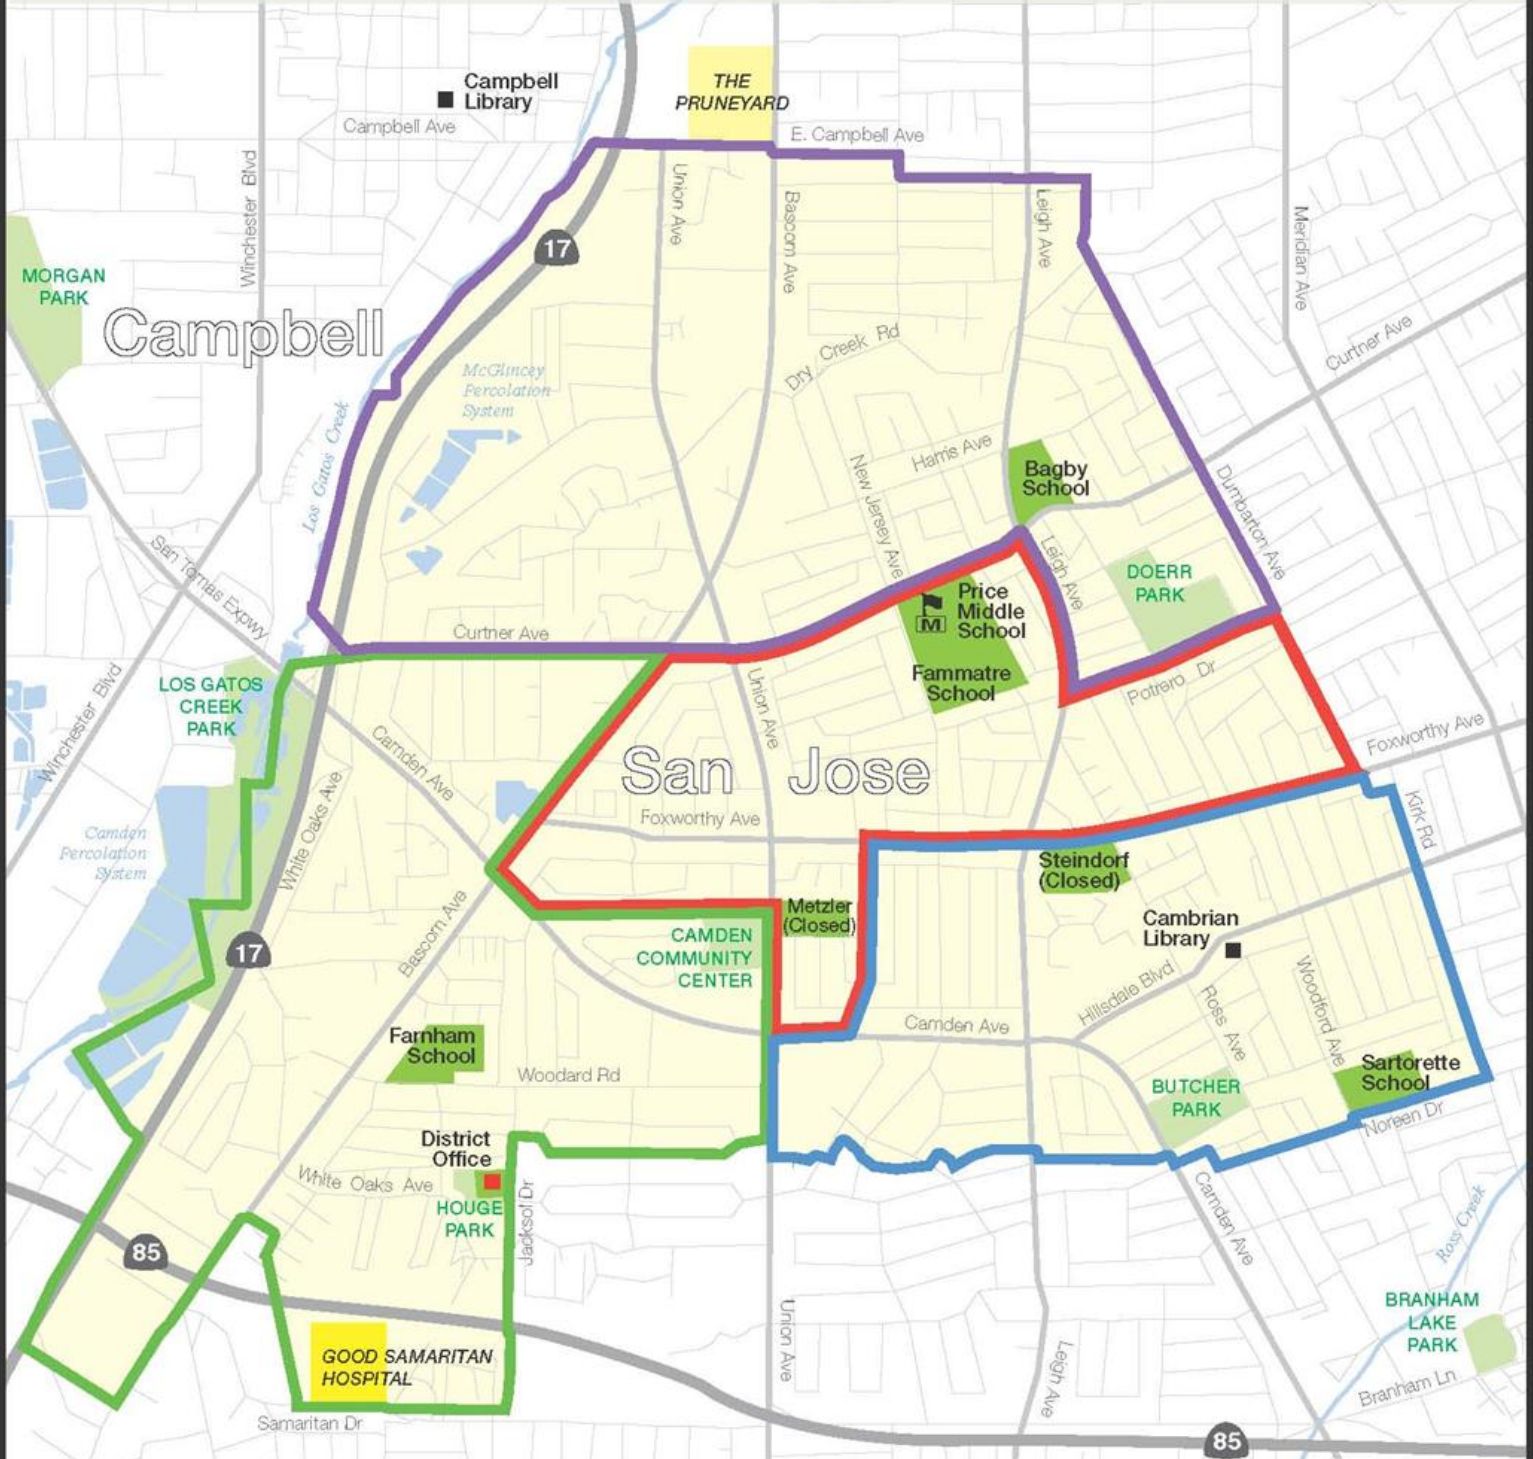 Campbell
Library
THE
PRUNEYARD
Campbell Ave
E. Campbell Ave
Winchester Blvd
Union Ave
Bascom Ave
Leigh Ave
Meridian Ave
17
MORGAN
PARK
Campbell
Curtner Ave
Dry Creek Rd
McGlincey
Percolation
System
Los Gatos Creek
Harris Ave
New Jersey Ave
Bagby
School
Dumbarton Ave
San Tomas Expwy
Leigh Ave
DOERR
PARK
Price
Middle
School
M
Curtner Ave
Fammatre
School
Potrero Dr
LOS GATOS
CREEK
PARK
Winchester Blvd
Union Ave
Camden Ave
San Jose
Foxworthy Ave
White Oaks Ave
Foxworthy Ave
Kirk Rd
Camden
Percolation
System
Steindorf
(Closed)
Metzler
(Closed)
Cambrian
Library
Bascom Ave
CAMDEN
COMMUNITY
CENTER
17
Hillsdale Blvd
Ross Ave
Woodford Ave
Camden Ave
Farnham
School
Woodard Rd
Sartorette
School
BUTCHER
PARK
Noreen Dr
District
Office
White Oaks Ave
HOUGE
PARK
Jacksol Dr
Camden Ave
Ross Creek
85
BRANHAM
LAKE
PARK
Union Ave
Leigh Ave
GOOD SAMARITAN
HOSPITAL
Branham Ln
Samaritan Dr
85